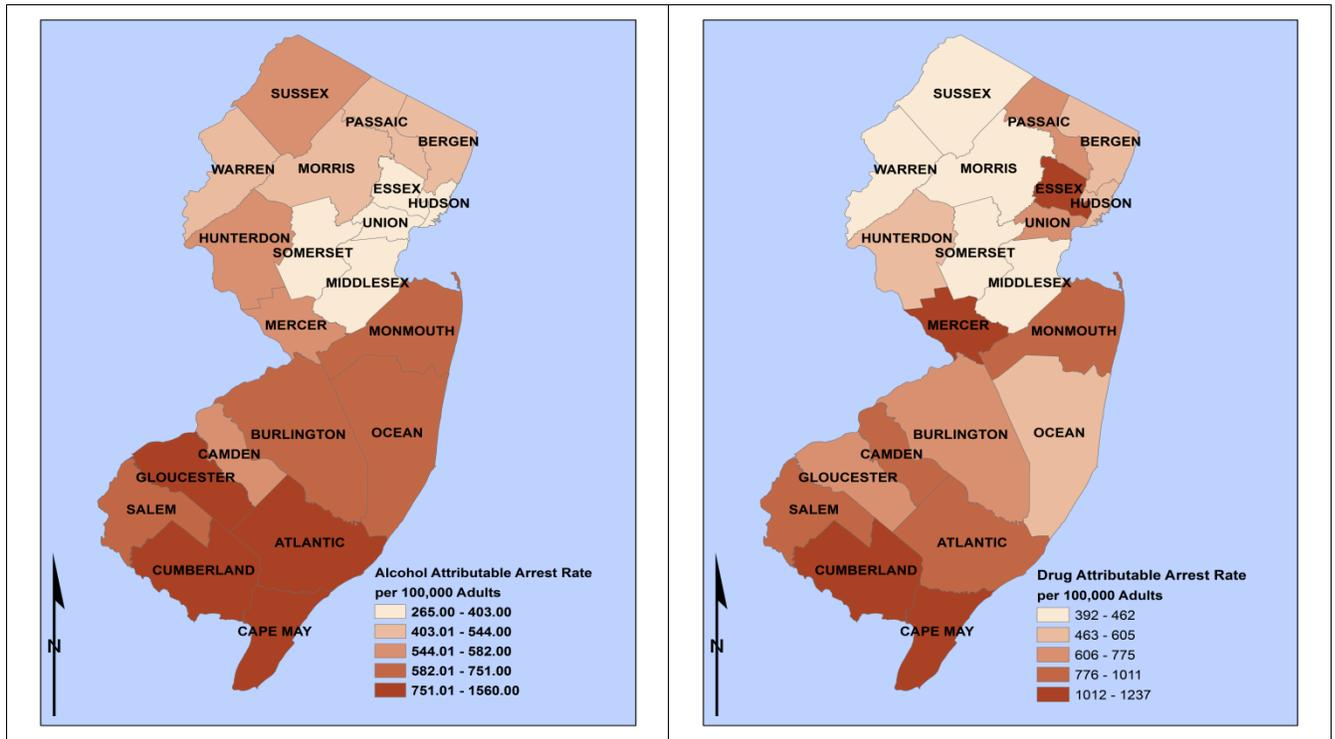 SUSSEX
PASSAIC
BERGEN
WARREN
MORRIS
ESSEX
HUDSON
UNION
HUNTERDON
SOMERSET
MIDDLESEX
MERCER
MONMOUTH
BURLINGTON
OCEAN
CAMDEN
GLOUCESTER
SALEM
ATLANTIC
CUMBERLAND
CAPE MAY
N
Alcohol Attributable Arrest Rate
per 100,000 Adults
265.00 - 403.00
403.01 - 544.00
544.01 - 582.00
582.01 - 751.00
751.01 - 1560.00
SUSSEX
PASSAIC
BERGEN
WARREN
MORRIS
ESSEX
HUDSON
UNION
HUNTERDON
SOMERSET
MIDDLESEX
MERCER
MONMOUTH
BURLINGTON
OCEAN
CAMDEN
GLOUCESTER
SALEM
ATLANTIC
CUMBERLAND
CAPE MAY
N
Drug Attributable Arrest Rate
per 100,000 Adults
392 - 462
463 - 605
606 - 775
776 - 1011
1012 - 1237